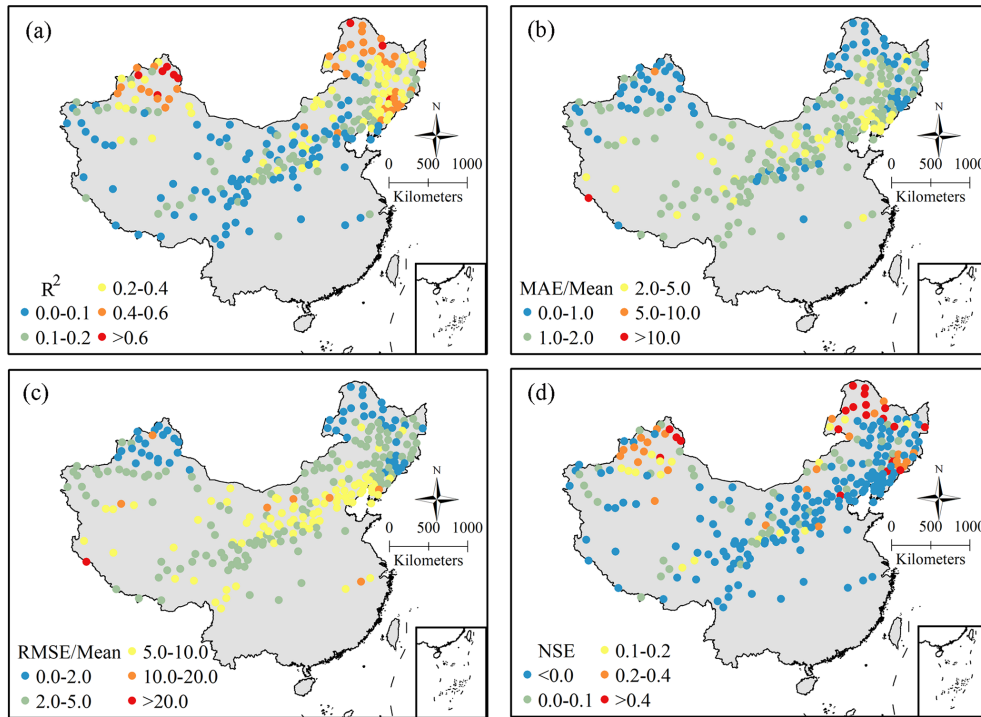 (a)
N
0 500 1000
Kilometers
R²
0.2-0.4
0.0-0.1
0.4-0.6
0.1-0.2
>0.6
(b)
N
0 500 1000
Kilometers
MAE/Mean
2.0-5.0
0.0-1.0
5.0-10.0
1.0-2.0
>10.0
(c)
N
0 500 1000
Kilometers
RMSE/Mean
5.0-10.0
0.0-2.0
10.0-20.0
2.0-5.0
>20.0
(d)
N
0 500 1000
Kilometers
NSE
0.1-0.2
<0.0
0.2-0.4
0.0-0.1
>0.4